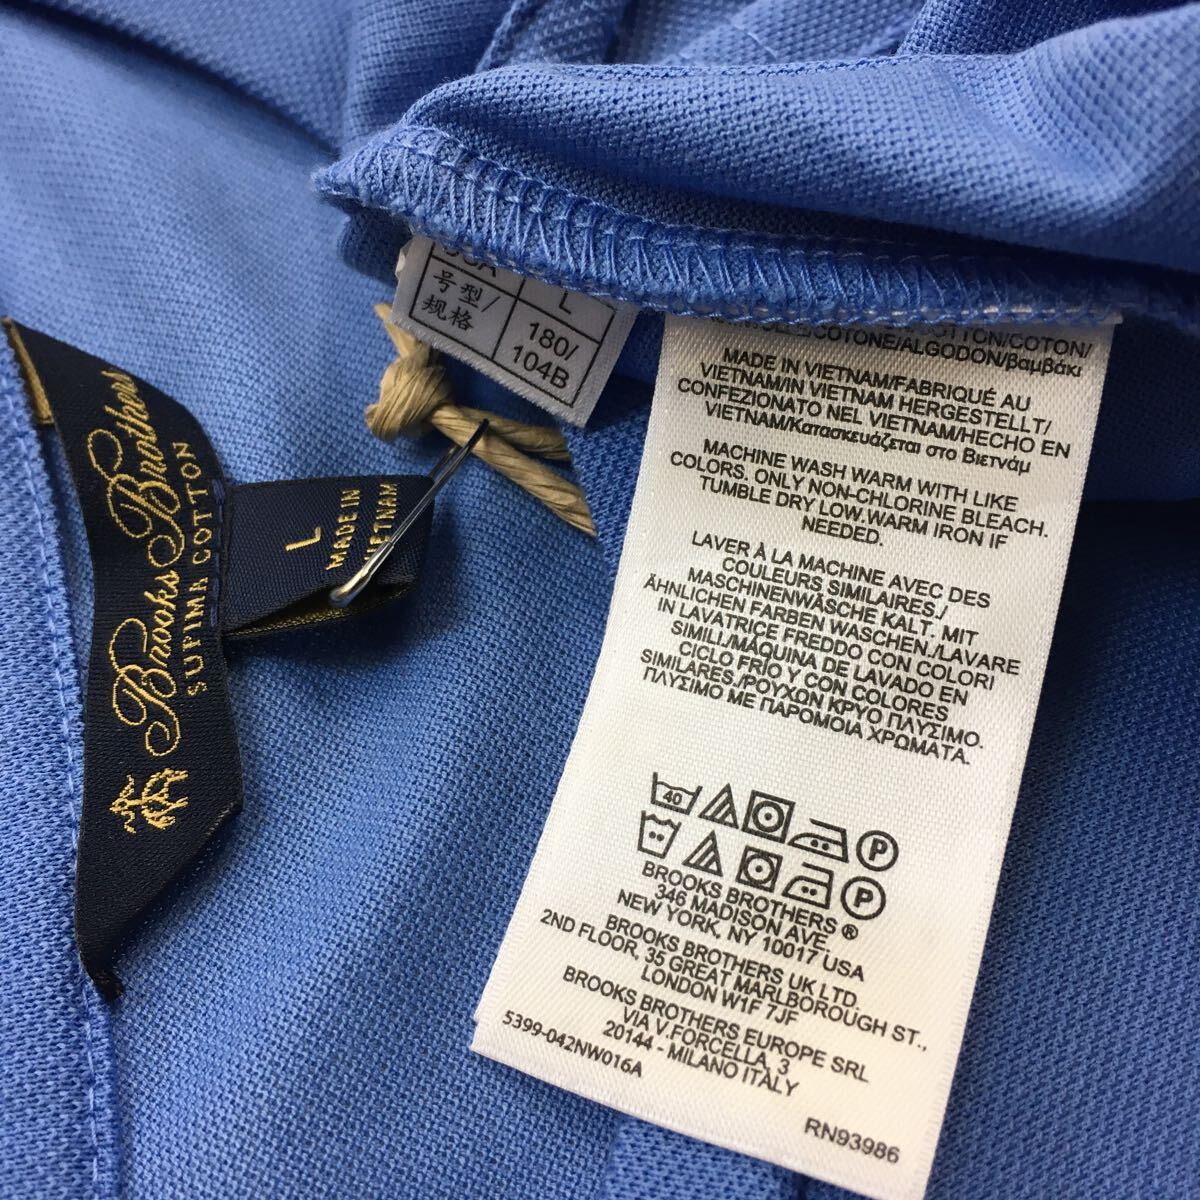 Brooks Brothers
SUPIMA COTTON
L
MADE IN
VIETNAM
L
号型/
规格
180/
104B
COTTON/COTON/
COTONE/ALGODON/βαμβάκι
MADE IN VIETNAM/FABRIQUÉ AU
VIETNAM/IN VIETNAM HERGESTELLT/
CONFEZIONATO NEL VIETNAM/HECHO EN
VIETNAM/Κατασκευάζεται στο Βιετνάμ
MACHINE WASH WARM WITH LIKE
COLORS. ONLY NON-CHLORINE BLEACH.
TUMBLE DRY LOW.WARM IRON IF
NEEDED.
LAVER À LA MACHINE AVEC DES
COULEURS SIMILAIRES./
MASCHINENWÄSCHE KALT. MIT
ÄHNLICHEN FARBEN WASCHEN./LAVARE
IN LAVATRICE FREDDO CON COLORI
SIMILI/MÁQUINA DE LAVADO EN
CICLO FRÍO Y CON COLORES
SIMILARES./ΡΟΥΧΩΝ ΚΡΥΟ ΠΛΥΣΙΜΟ.
ΠΛΥΣΙΜΟ ΜΕ ΠΑΡΟΜΟΙΑ ΧΡΩΜΑΤΑ.
40 P
P
BROOKS BROTHERS ®
346 MADISON AVE.
NEW YORK, NY 10017 USA
BROOKS BROTHERS UK LTD.
2ND FLOOR, 35 GREAT MARLBOROUGH ST.,
LONDON W1F 7JF
BROOKS BROTHERS EUROPE SRL
VIA V.FORCELLA, 3
20144 - MILANO ITALY
5399-042NW016A
RN93986